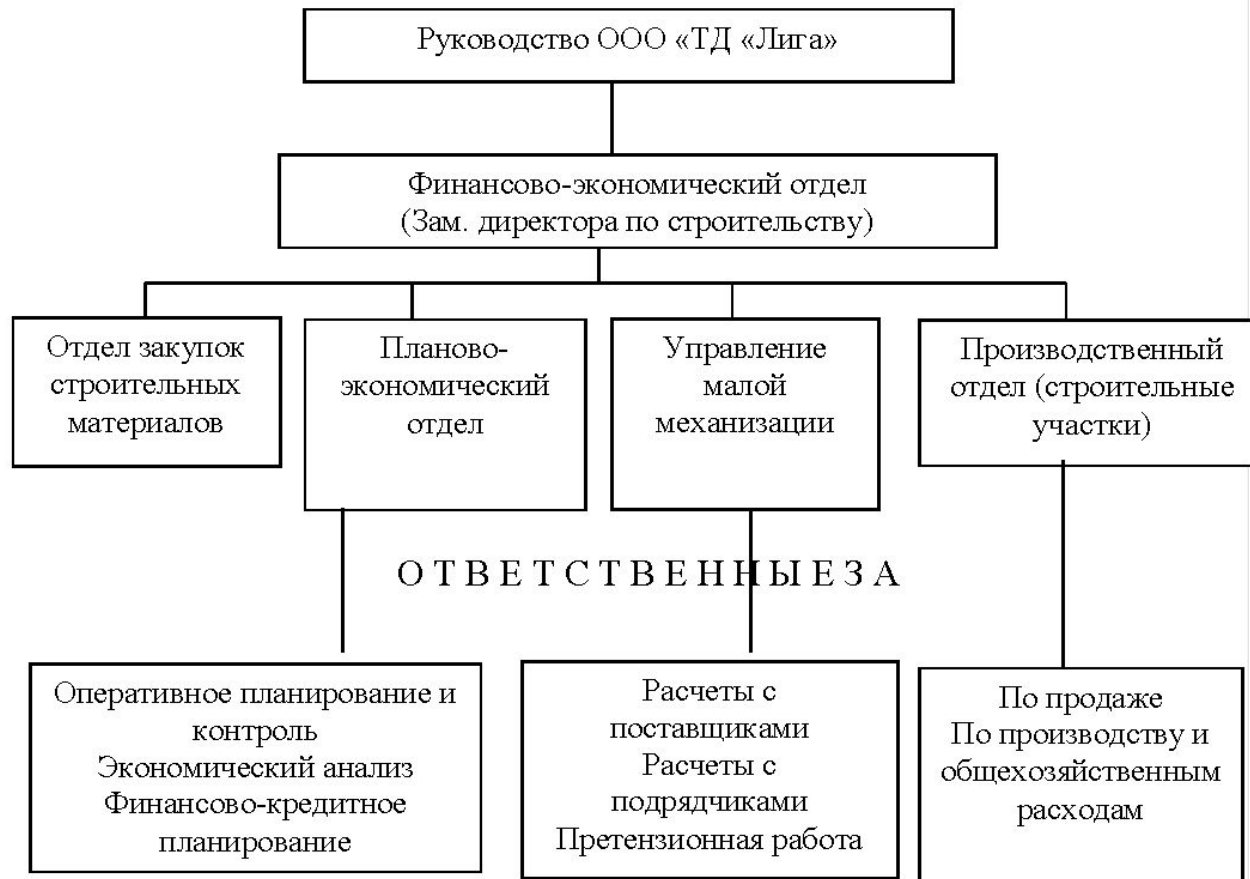 Руководство ООО «ТД «Лига»
Финансово-экономический отдел
(Зам. директора по строительству)
Отдел закупок
строительных
материалов
Планово-
экономический
отдел
Управление
малой
механизации
Производственный
отдел (строительные
участки)
О Т В Е Т С Т В Е Н Н Ы Е З А
Оперативное планирование и
контроль
Экономический анализ
Финансово-кредитное
планирование
Расчеты с
поставщиками
Расчеты с
подрядчиками
Претензионная работа
По продаже
По производству и
общехозяйственным
расходам